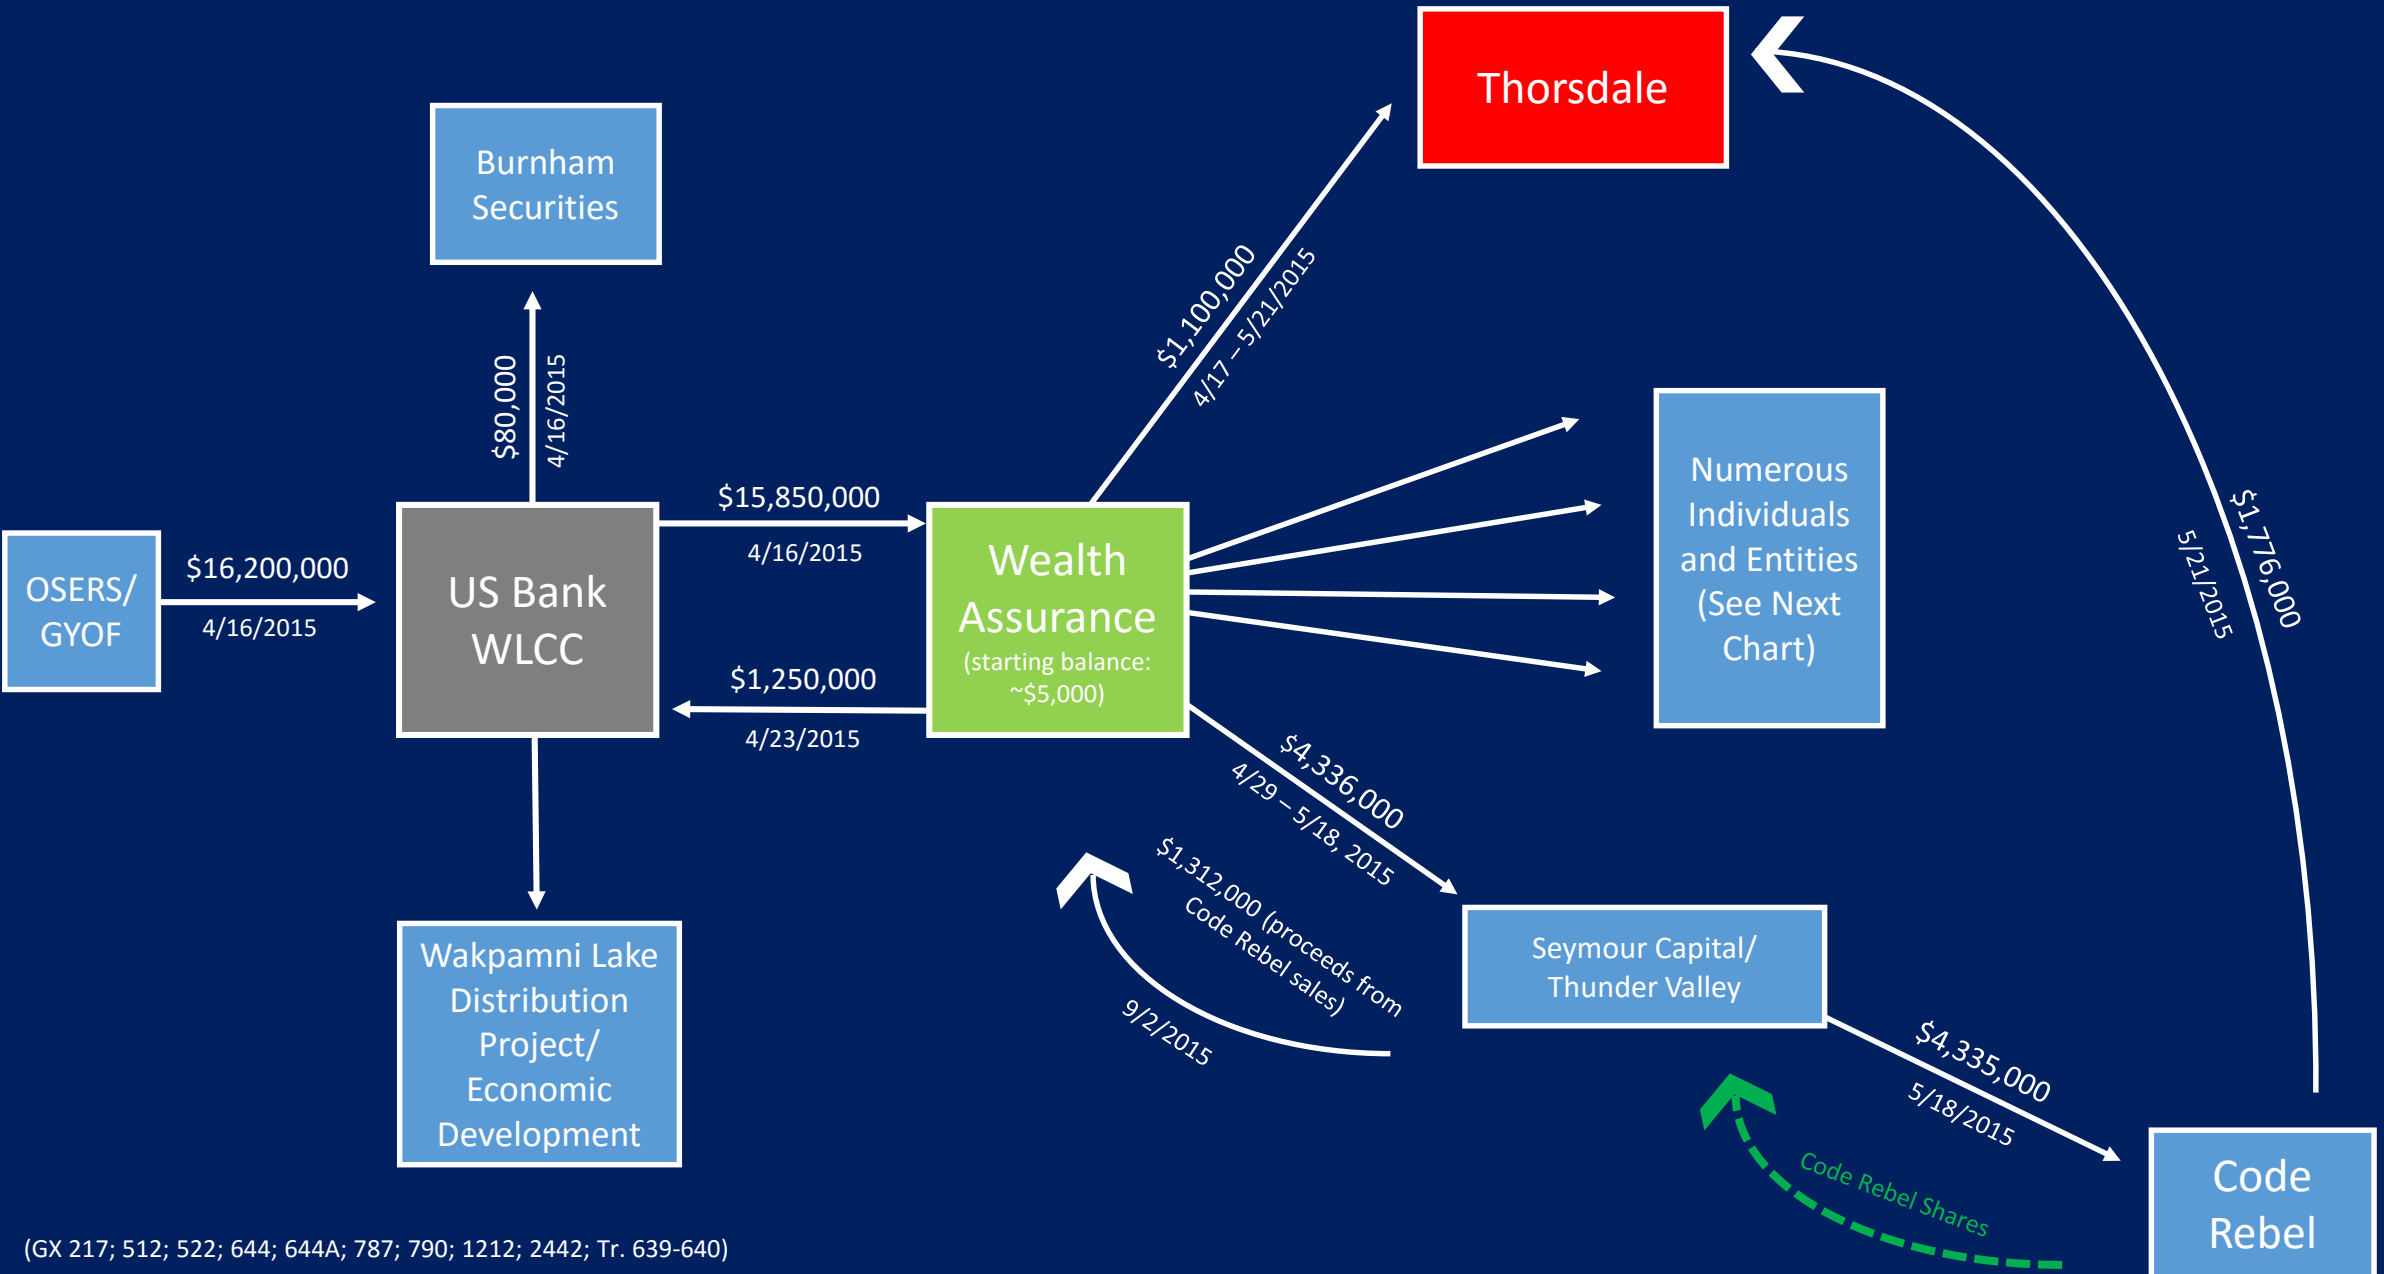 Thorsdale
Burnham
Securities
$80,000
4/16/2015
$1,100,000
4/17 – 5/21/2015
$1,776,000
5/21/2015
OSERS/
GYOF
$16,200,000
4/16/2015
US Bank
WLCC
$15,850,000
4/16/2015
$1,250,000
4/23/2015
Wealth
Assurance
(starting balance:
~$5,000)
Numerous
Individuals
and Entities
(See Next
Chart)
$4,336,000
4/29 – 5/18, 2015
$1,312,000 (proceeds from
Code Rebel sales)
9/2/2015
Seymour Capital/
Thunder Valley
$4,335,000
5/18/2015
Code Rebel Shares
Code
Rebel
Wakpamni Lake
Distribution
Project/
Economic
Development
(GX 217; 512; 522; 644; 644A; 787; 790; 1212; 2442; Tr. 639-640)